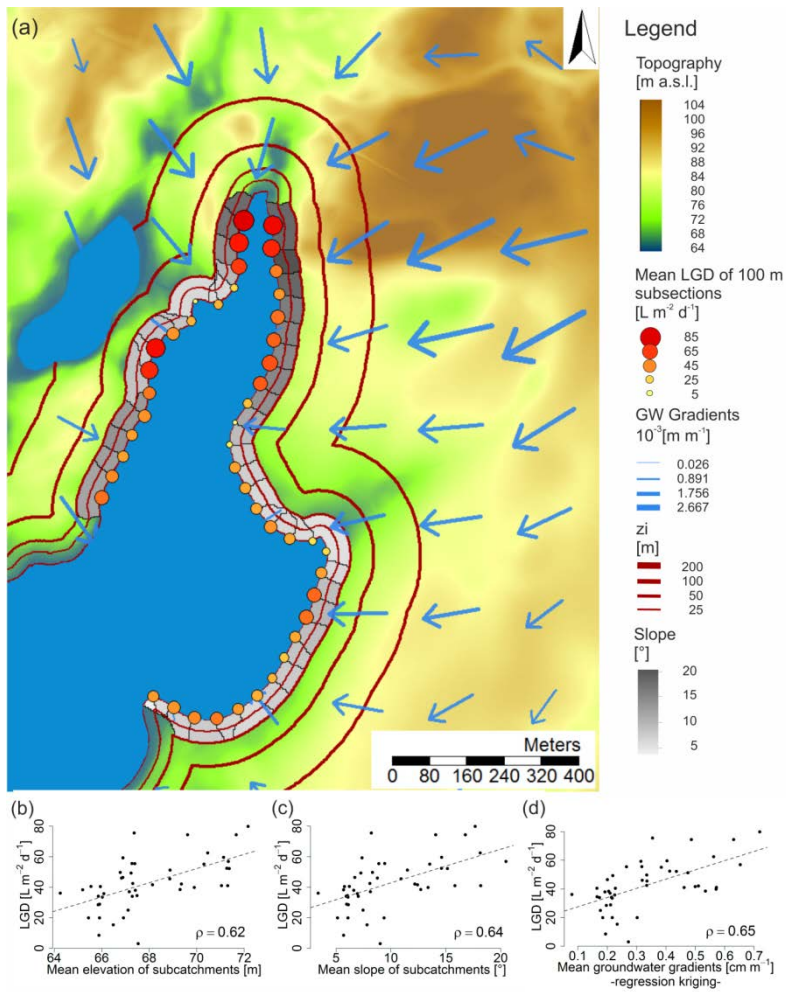 (a)
Legend
Topography
[m a.s.l.]
104
100
96
92
88
84
80
76
72
68
64
Mean LGD of 100 m
subsections
[L m⁻² d⁻¹]
85
65
45
25
5
GW Gradients
10⁻³[m m⁻¹]
0.026
0.891
1.756
2.667
zi
[m]
200
100
50
25
Slope
[°]
20
15
10
5
Meters
0 80 160 240 320 400
(b)
LGD [L m⁻² d⁻¹]
80
60
40
20
0
ρ = 0.62
64 66 68 70 72
Mean elevation of subcatchments [m]
(c)
LGD [L m⁻² d⁻¹]
80
60
40
20
0
ρ = 0.64
5 10 15 20
Mean slope of subcatchments [°]
(d)
LGD [L m⁻² d⁻¹]
80
60
40
20
0
ρ = 0.65
0.1 0.2 0.3 0.4 0.5 0.6 0.7
Mean groundwater gradients [cm m⁻¹]
-regression kriging-